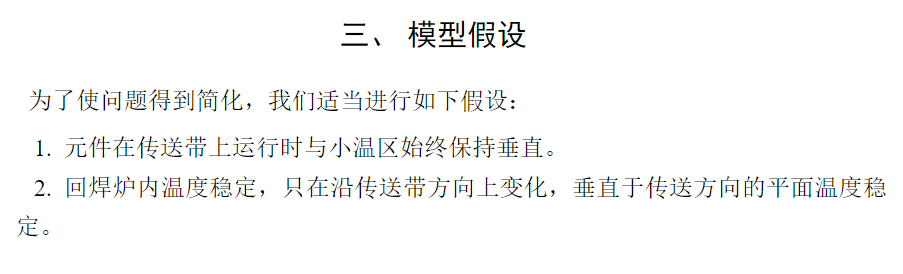 三、 模型假设
为了使问题得到简化，我们适当进行如下假设：
1. 元件在传送带上运行时与小温区始终保持垂直。
2. 回焊炉内温度稳定，只在沿传送带方向上变化，垂直于传送方向的平面温度稳
定。